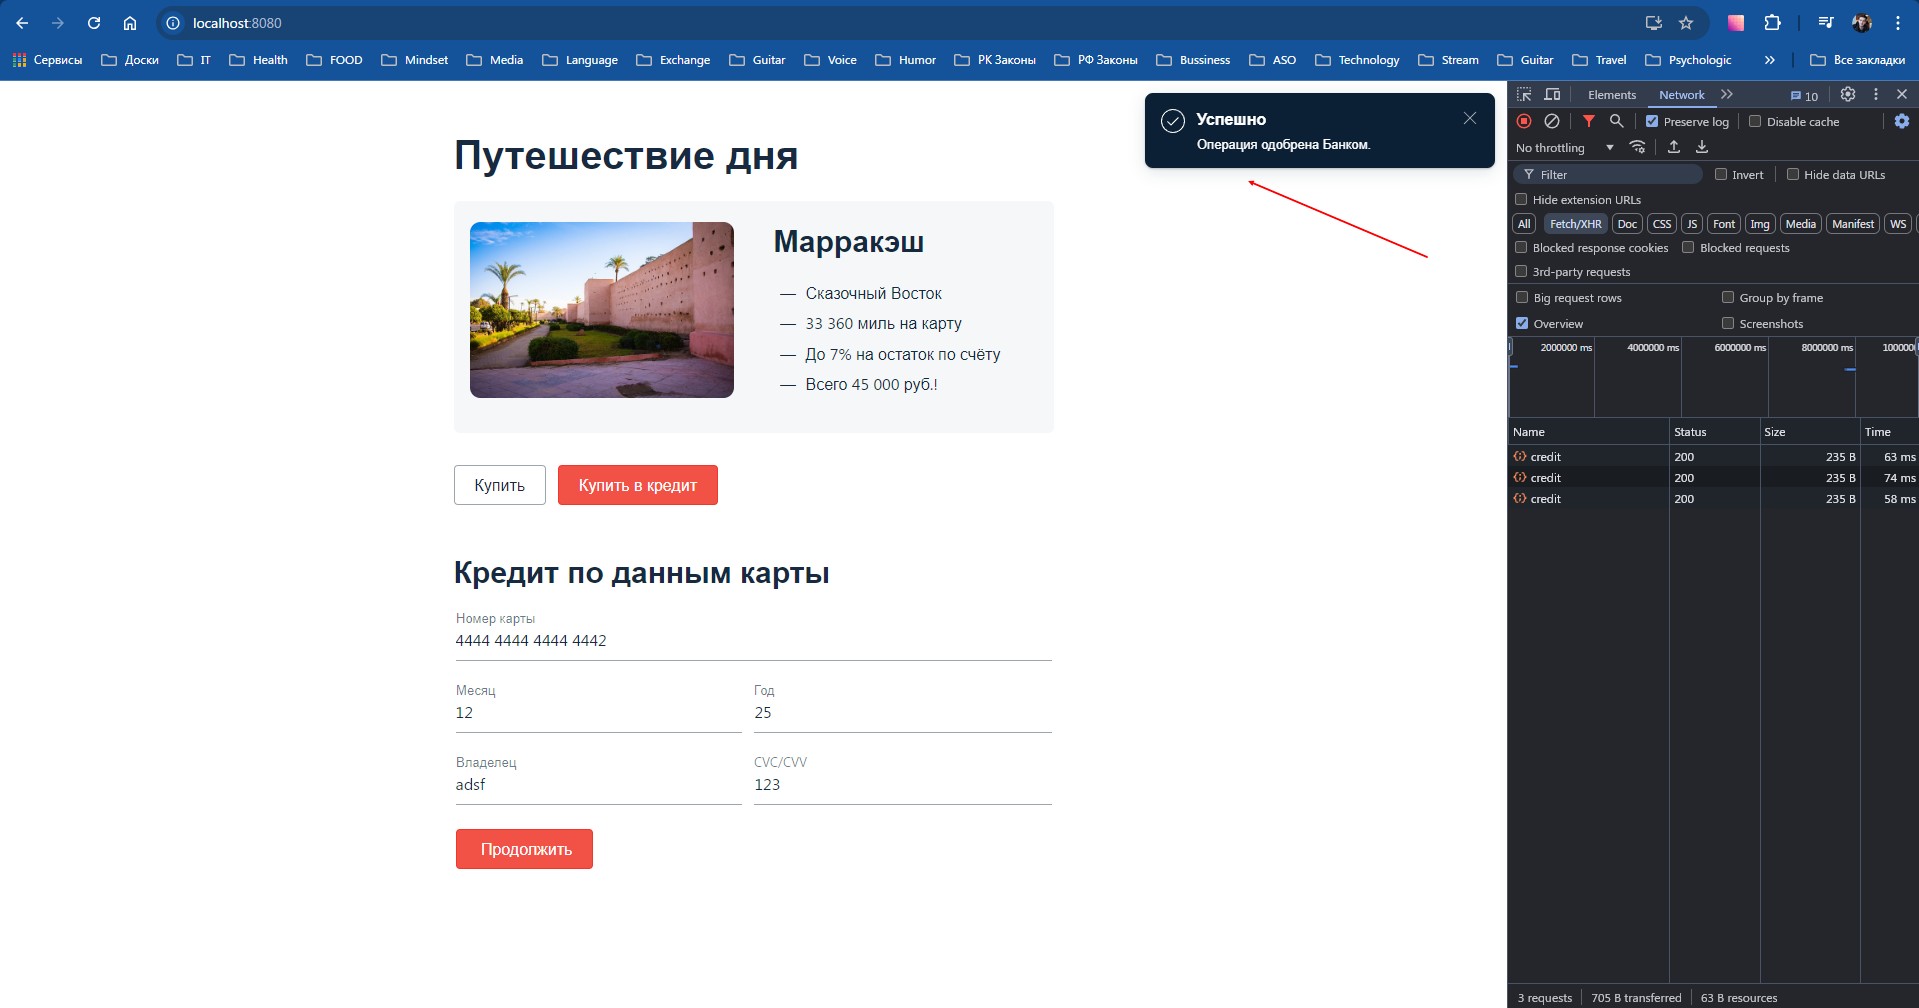 localhost:8080
Сервисы Доски IT Health FOOD Mindset Media Language Exchange Guitar Voice Humor РК Законы РФ Законы Bussiness ASO Technology Stream Guitar Travel Psychologic Все закладки
Успешно
Операция одобрена Банком.
Путешествие дня
Марракэш
— Сказочный Восток
— 33 360 миль на карту
— До 7% на остаток по счёту
— Всего 45 000 руб.!
Купить Купить в кредит
Кредит по данным карты
Номер карты
4444 4444 4444 4442
Месяц Год
12 25
Владелец CVC/CVV
adsf 123
Продолжить
Elements Network 10
Preserve log Disable cache
No throttling
Filter Invert Hide data URLs
Hide extension URLs
All Fetch/XHR Doc CSS JS Font Img Media Manifest WS
Blocked response cookies Blocked requests
3rd-party requests
Big request rows Group by frame
Overview Screenshots
2000000 ms 4000000 ms 6000000 ms 8000000 ms 100000
Name Status Size Time
credit 200 235 B 63 ms
credit 200 235 B 74 ms
credit 200 235 B 58 ms
3 requests 705 B transferred 63 B resources